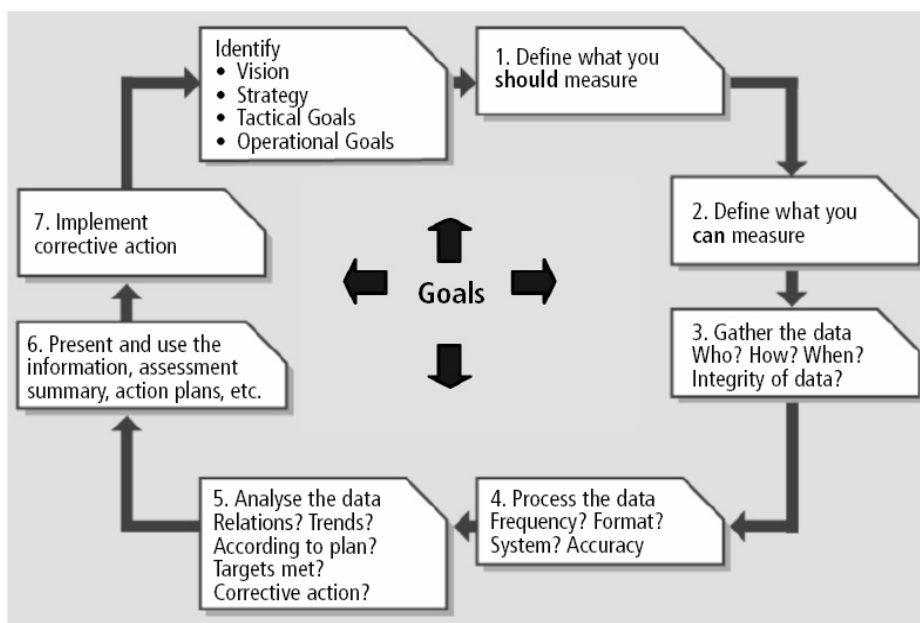 Identify
• Vision
• Strategy
• Tactical Goals
• Operational Goals
1. Define what you
should measure
2. Define what you
can measure
3. Gather the data
Who? How? When?
Integrity of data?
4. Process the data
Frequency? Format?
System? Accuracy
5. Analyse the data
Relations? Trends?
According to plan?
Targets met?
Corrective action?
6. Present and use the
information, assessment
summary, action plans, etc.
7. Implement
corrective action
Goals